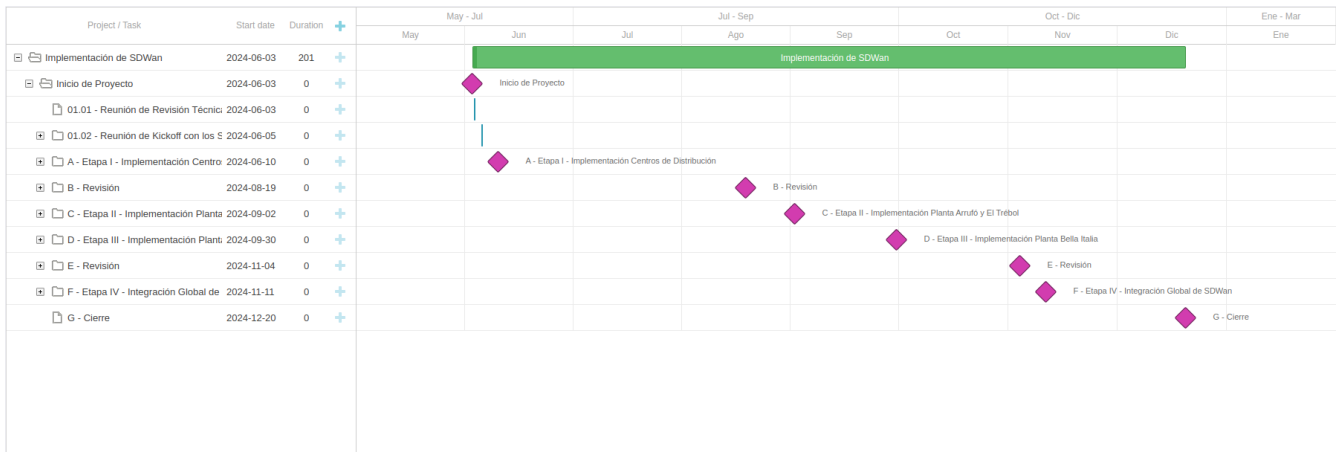 Project / Task Start date Duration
May - Jul Jul - Sep Oct - Dic Ene - Mar
May Jun Jul Ago Sep Oct Nov Dic Ene
Implementación de SDWan 2024-06-03 201 Implementación de SDWan
Inicio de Proyecto 2024-06-03 0 Inicio de Proyecto
01.01 - Reunión de Revisión Técnica 2024-06-03 0
01.02 - Reunión de Kickoff con los S 2024-06-05 0
A - Etapa I - Implementación Centro 2024-06-10 0 A - Etapa I - Implementación Centros de Distribución
B - Revisión 2024-08-19 0 B - Revisión
C - Etapa II - Implementación Planta 2024-09-02 0 C - Etapa II - Implementación Planta Arrufó y El Trébol
D - Etapa III - Implementación Plant 2024-09-30 0 D - Etapa III - Implementación Planta Bella Italia
E - Revisión 2024-11-04 0 E - Revisión
F - Etapa IV - Integración Global de 2024-11-11 0 F - Etapa IV - Integración Global de SDWan
G - Cierre 2024-12-20 0 G - Cierre